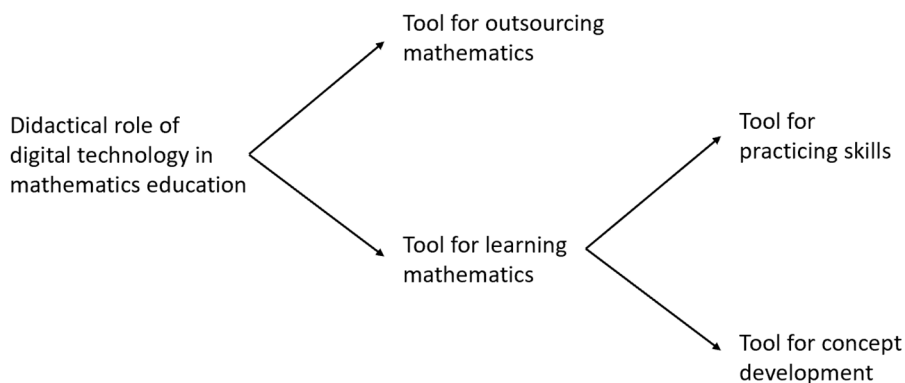 Tool for outsourcing
mathematics
Didactical role of
digital technology in
mathematics education
Tool for
practicing skills
Tool for learning
mathematics
Tool for concept
development